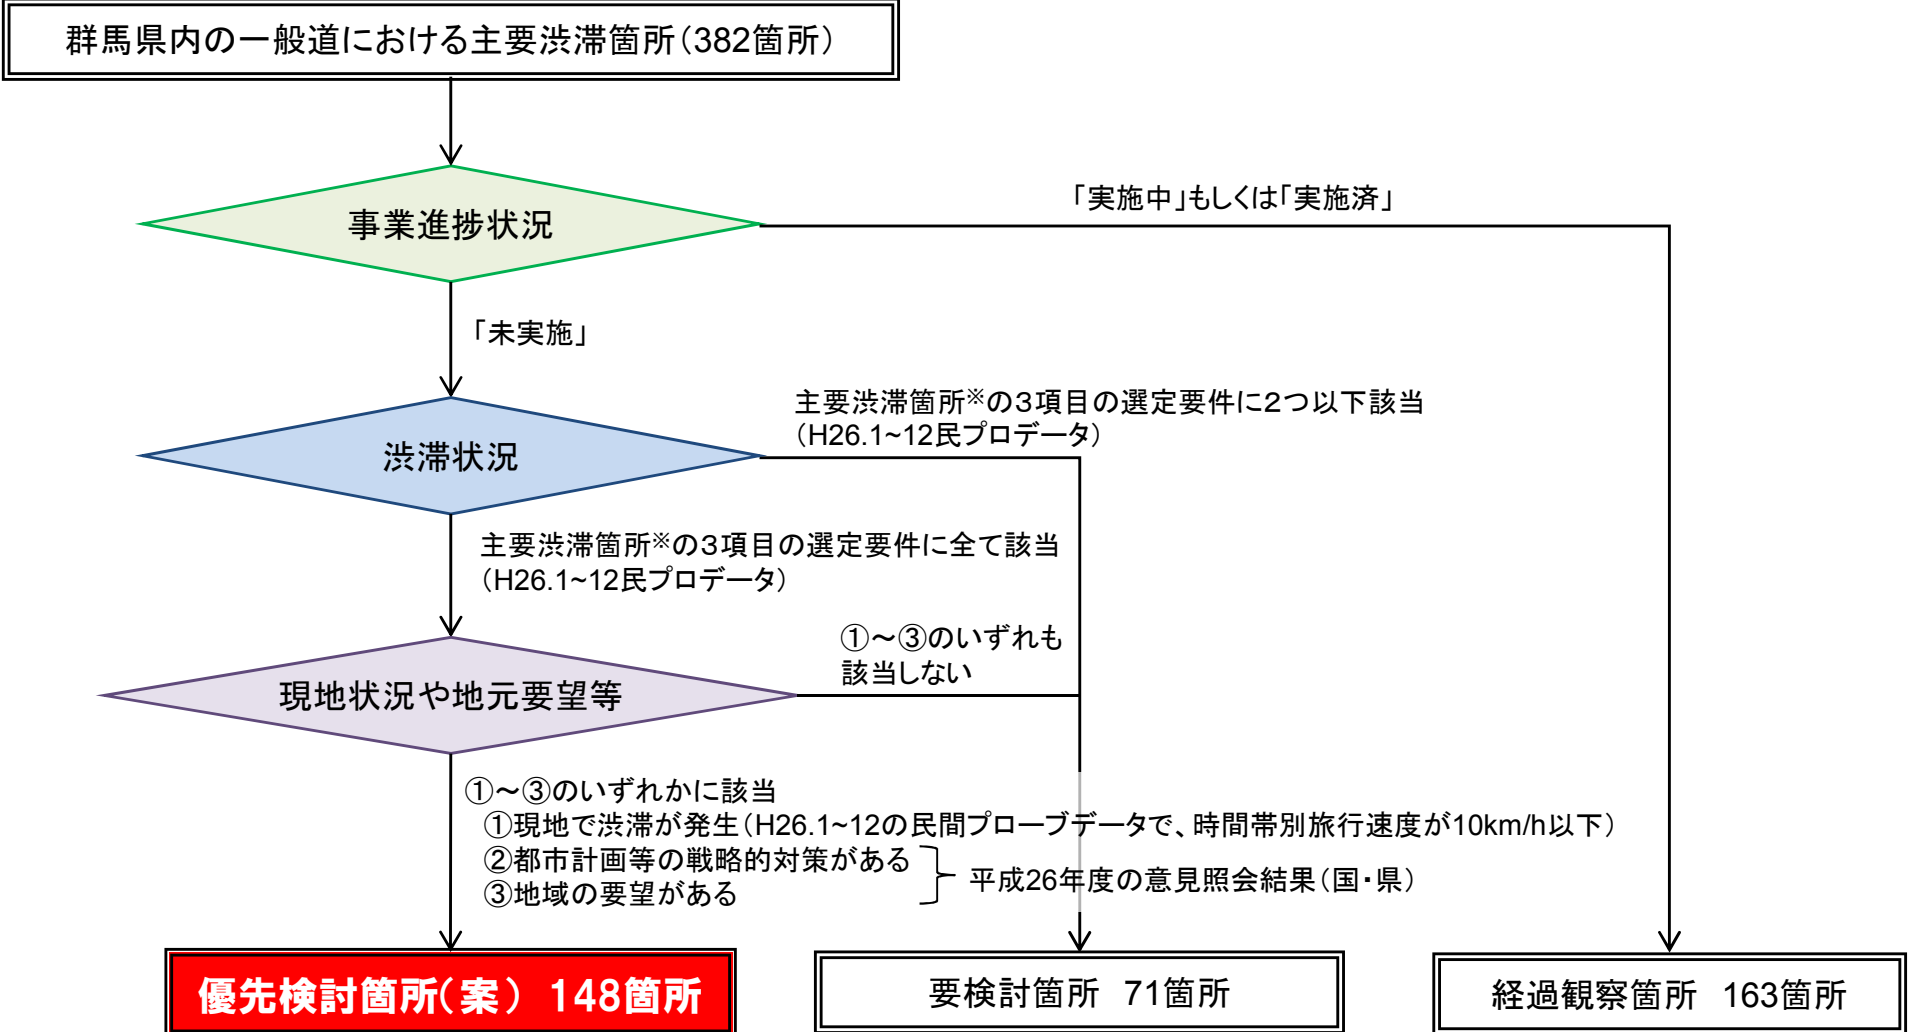 群馬県内の一般道における主要渋滞箇所(382箇所)
事業進捗状況
「実施中」もしくは「実施済」
「未実施」
渋滞状況
主要渋滞箇所※の3項目の選定要件に2つ以下該当
(H26.1~12民プロデータ)
主要渋滞箇所※の3項目の選定要件に全て該当
(H26.1~12民プロデータ)
現地状況や地元要望等
①～③のいずれも
該当しない
①～③のいずれかに該当
①現地で渋滞が発生(H26.1~12の民間プローブデータで、時間帯別旅行速度が10km/h以下)
②都市計画等の戦略的対策がある
③地域の要望がある
平成26年度の意見照会結果(国・県)
優先検討箇所(案) 148箇所
要検討箇所 71箇所
経過観察箇所 163箇所